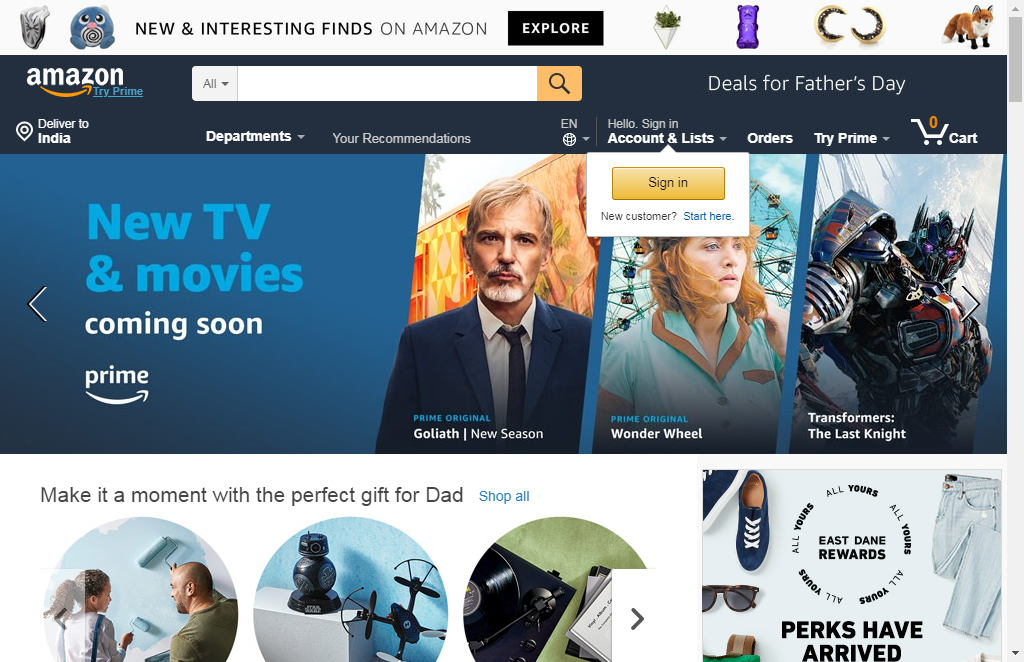 NEW & INTERESTING FINDS ON AMAZON EXPLORE
amazon
Try Prime
All
Deals for Father's Day
Deliver to
India
Departments
Your Recommendations
EN
Hello. Sign in
Account & Lists
Orders
Try Prime
0
Cart
Sign in
New customer? Start here.
New TV
& movies
coming soon
prime
PRIME ORIGINAL
Goliath | New Season
PRIME ORIGINAL
Wonder Wheel
Transformers:
The Last Knight
Make it a moment with the perfect gift for Dad Shop all
STAR
WARS
ALL YOURS
ALL YOURS
ALL YOURS
ALL YOURS
ALL YOURS
EAST DANE
REWARDS
PERKS HAVE
ARRIVED